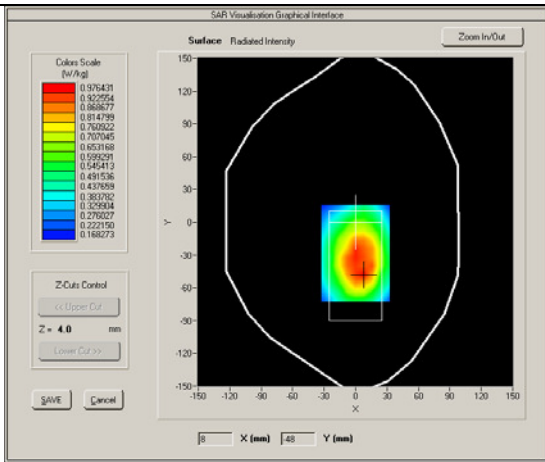 SAR Visualisation Graphical Interface
Surface Radiated Intensity
Zoom In/Out
Colors Scale
(W/kg)
0.976431
0.922554
0.868677
0.814799
0.760922
0.707045
0.653168
0.599291
0.545413
0.491536
0.437659
0.383782
0.329904
0.276027
0.222150
0.168273
Z-Cuts Control
<< Upper Cut
Z = 4.0 mm
Lower Cut >>
SAVE
Cancel
Y
150-
120-
90-
60-
30-
0-
-30-
-60-
-90-
-120-
-150-
-150 -120 -90 -60 -30 0 30 60 90 120 150
X
8 X (mm) -48 Y (mm)